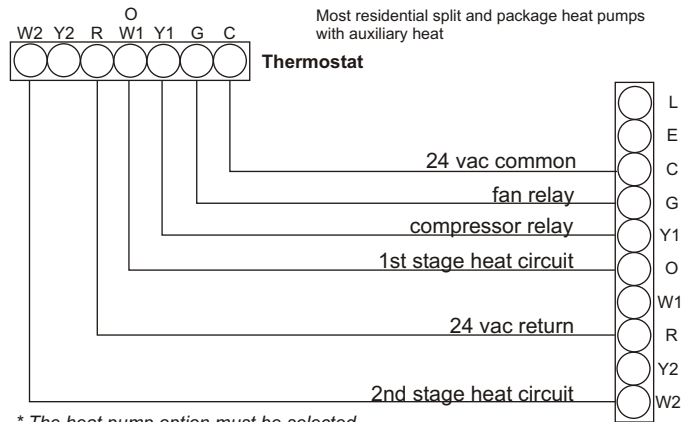 Most residential split and package heat pumps
with auxiliary heat
O
W2 Y2 R W1 Y1 G C
Thermostat
L
E
24 vac common C
fan relay G
compressor relay Y1
1st stage heat circuit O
W1
24 vac return R
Y2
2nd stage heat circuit W2
* The heat pump option must be selected